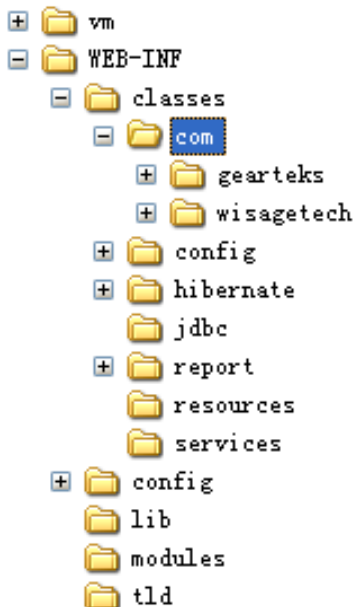 vm
WEB-INF
classes
com
gearteks
wisagetech
config
hibernate
jdbc
report
resources
services
config
lib
modules
tld